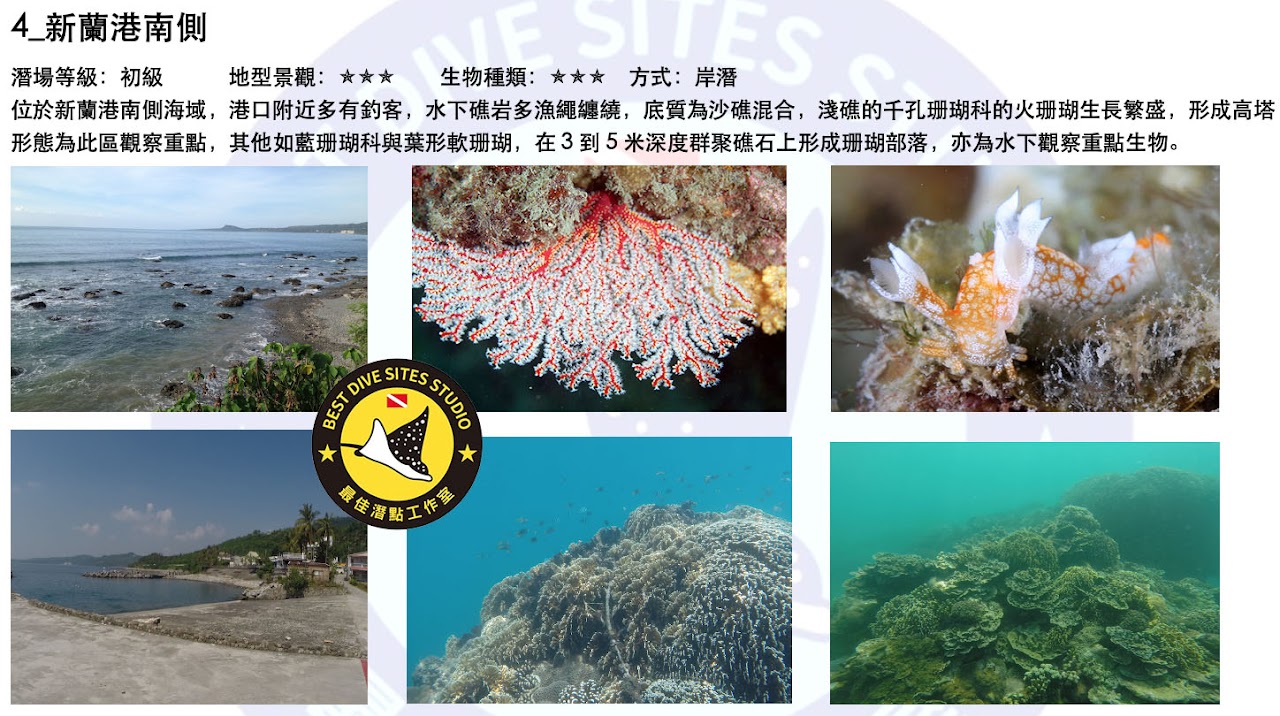 4_新蘭港南側
潛場等級：初級 地型景觀：★★★ 生物種類：★★★ 方式：岸潛
位於新蘭港南側海域，港口附近多有釣客，水下礁岩多漁繩纏繞，底質為沙礁混合，淺礁的千孔珊瑚科的火珊瑚生長繁盛，形成高塔
形態為此區觀察重點，其他如藍珊瑚科與葉形軟珊瑚，在 3 到 5 米深度群聚礁石上形成珊瑚部落，亦為水下觀察重點生物。
BEST DIVE SITES STUDIO
最佳潛點工作室
DIVE SITES STU